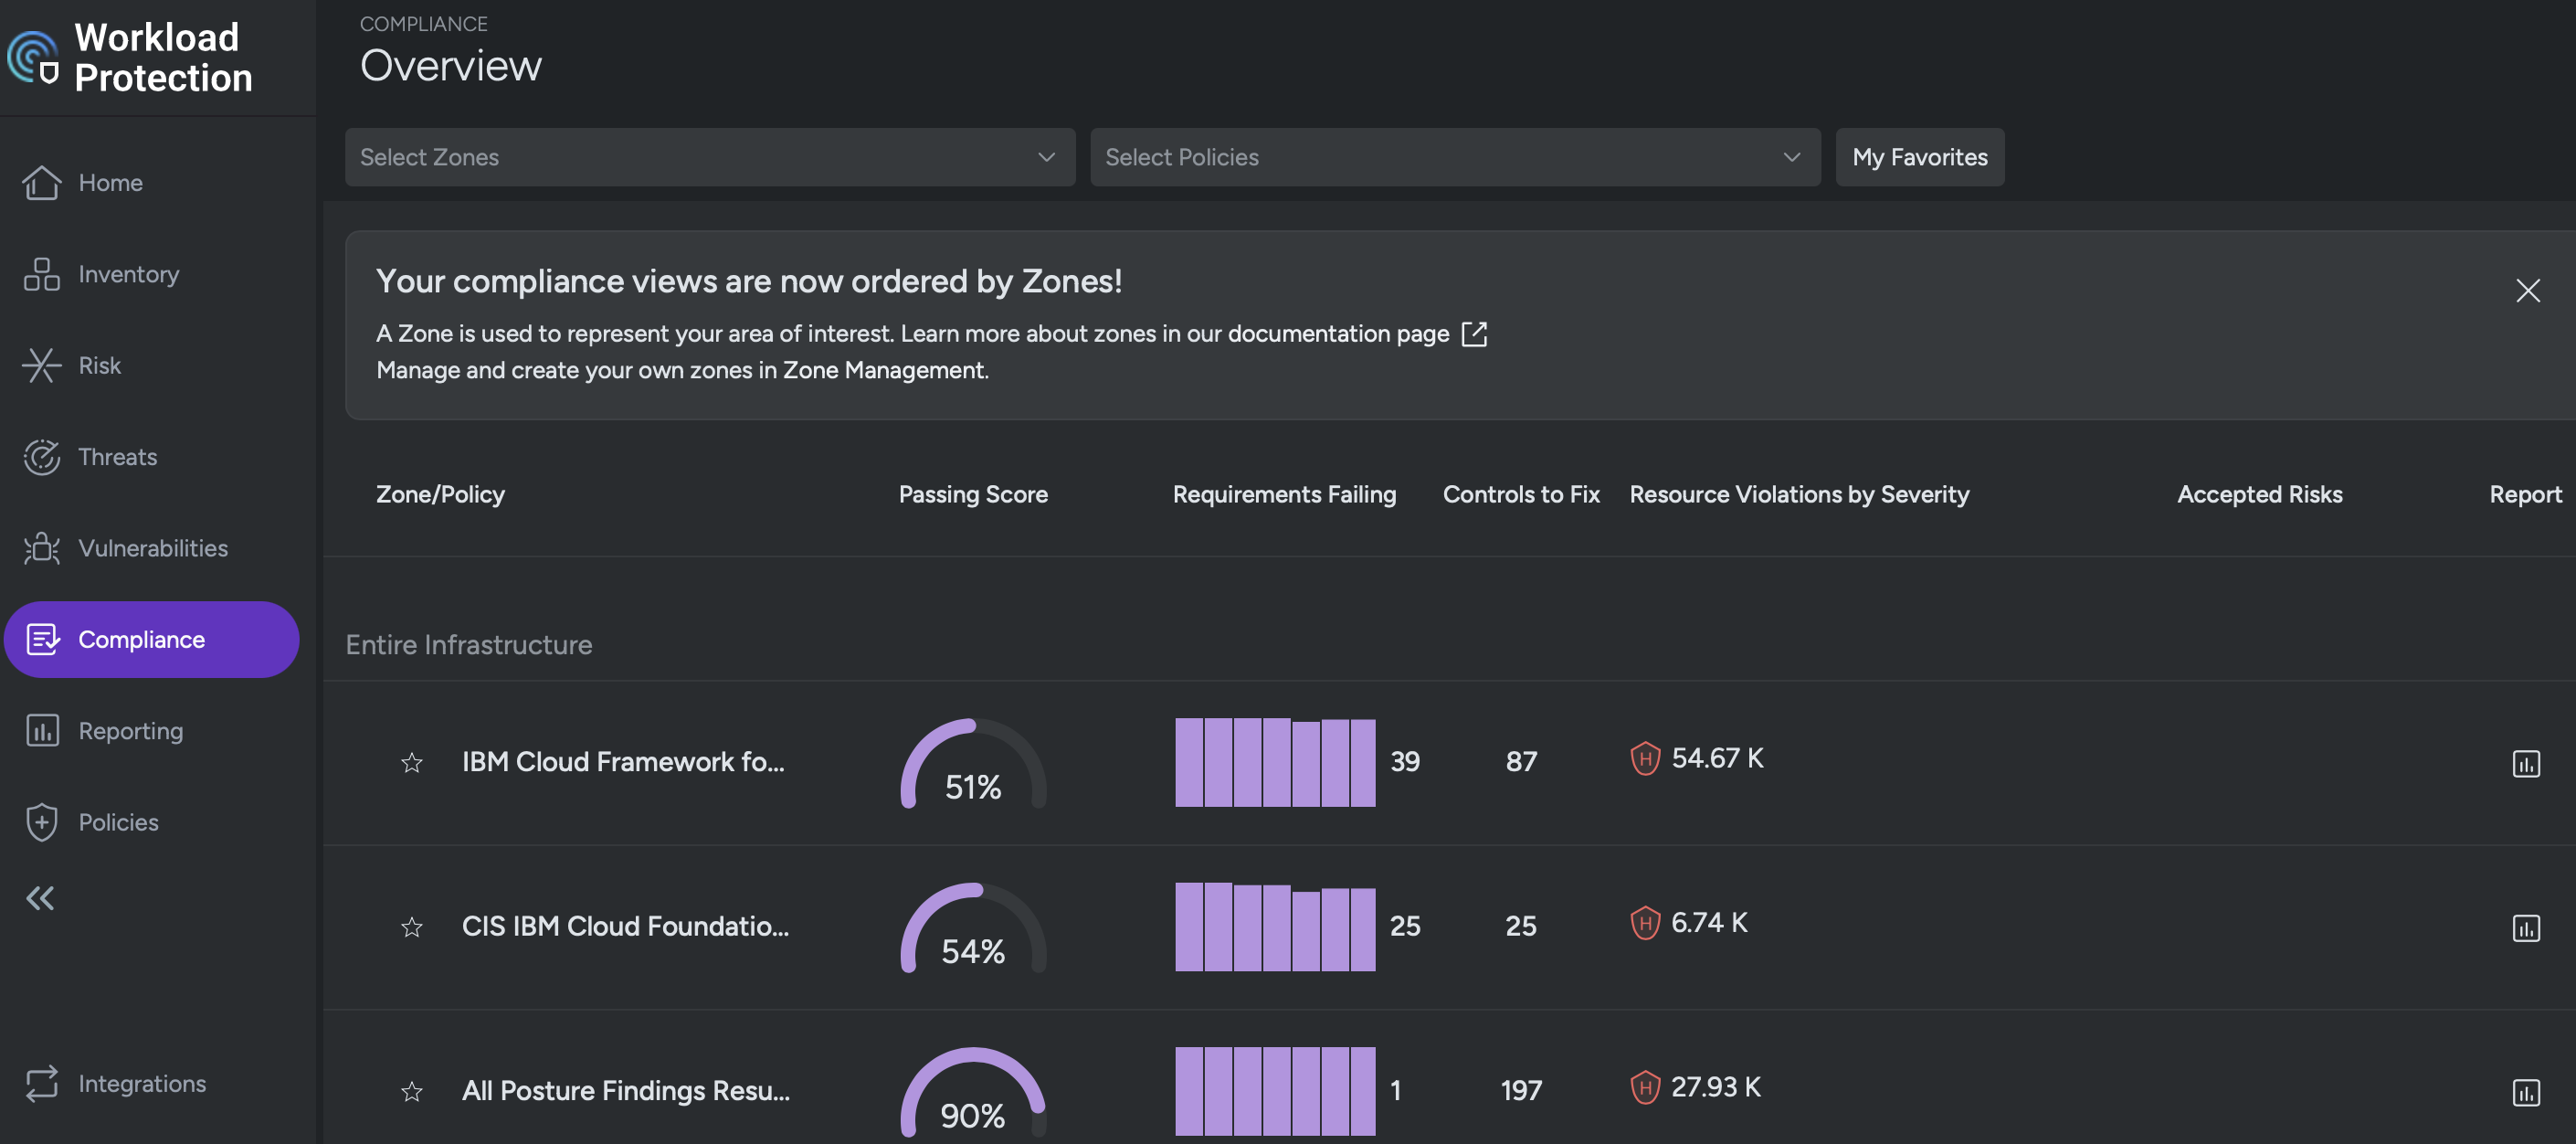 Workload
Protection
COMPLIANCE
Overview
Select Zones
Select Policies
My Favorites
Home
Inventory
Risk
Threats
Vulnerabilities
Compliance
Reporting
Policies
Integrations
Your compliance views are now ordered by Zones!
A Zone is used to represent your area of interest. Learn more about zones in our documentation page
Manage and create your own zones in Zone Management.
Zone/Policy Passing Score Requirements Failing Controls to Fix Resource Violations by Severity Accepted Risks Report
Entire Infrastructure
IBM Cloud Framework fo... 51% 39 87 H 54.67 K
CIS IBM Cloud Foundatio... 54% 25 25 H 6.74 K
All Posture Findings Resu... 90% 1 197 H 27.93 K